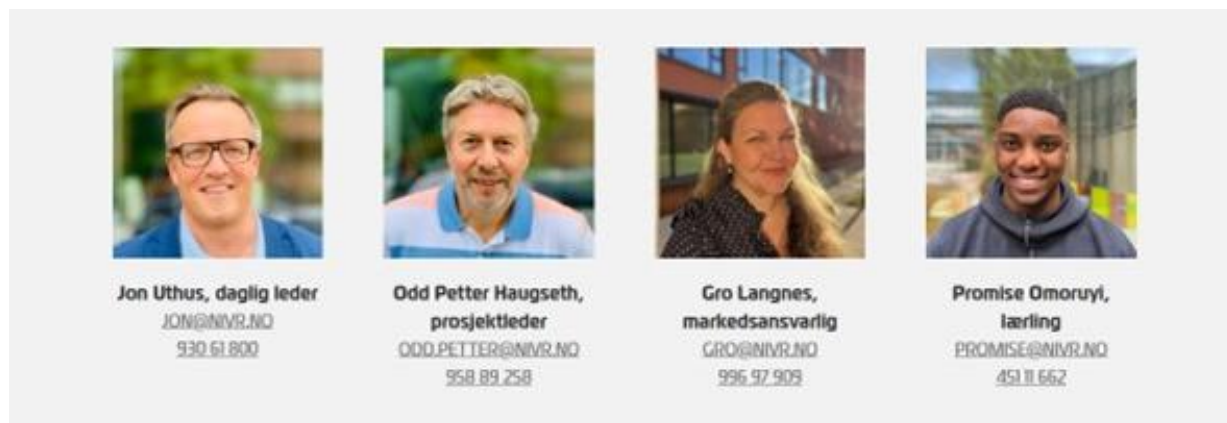 Jon Uthus, daglig leder
JON@NIVR.NO
930 61 800
Odd Petter Haugseth,
prosjektleder
ODD.PETTER@NIVR.NO
958 89 258
Gro Langnes,
markedsansvarlig
GRO@NIVR.NO
996 97 909
Promise Omoruyi,
lærling
PROMISE@NIVR.NO
451 11 662